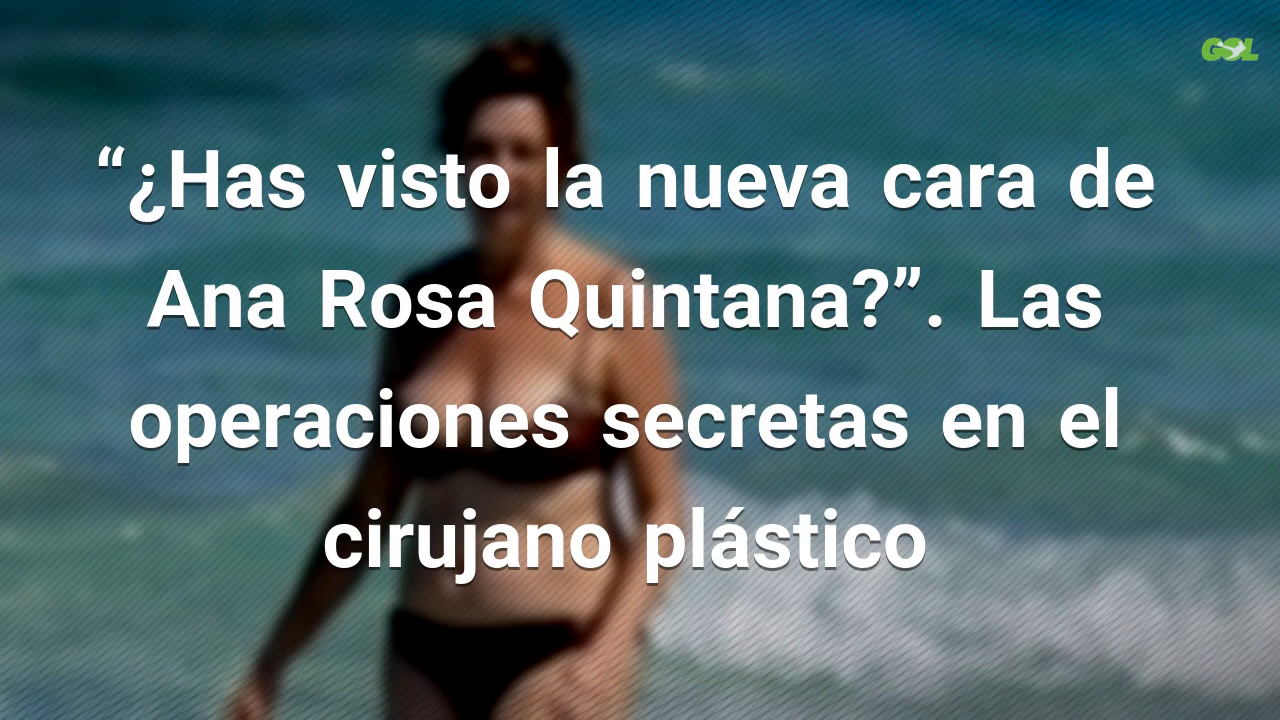 GOL
“¿Has visto la nueva cara de
Ana Rosa Quintana?”. Las
operaciones secretas en el
cirujano plástico